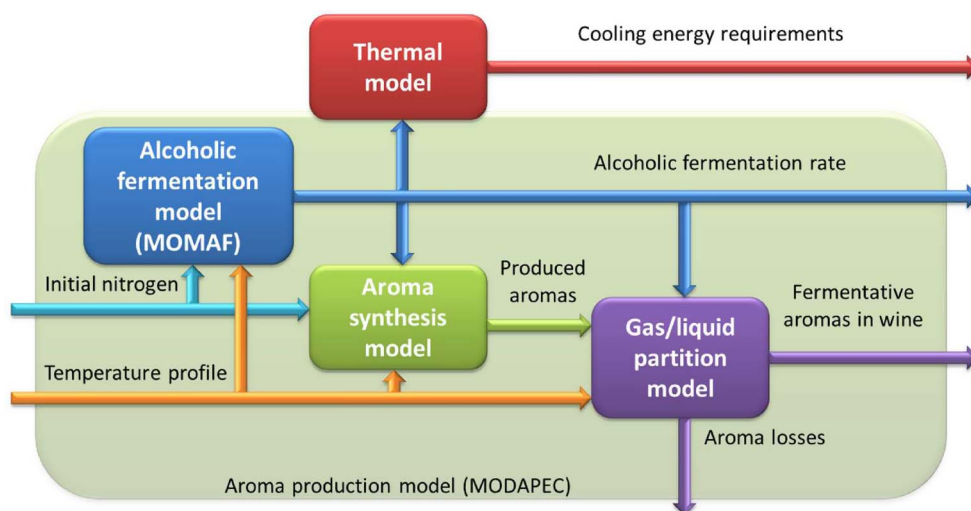 Thermal
model
Cooling energy requirements
Alcoholic
fermentation
model
(MOMAF)
Alcoholic fermentation rate
Initial nitrogen
Aroma
synthesis
model
Produced
aromas
Gas/liquid
partition
model
Fermentative
aromas in wine
Temperature profile
Aroma losses
Aroma production model (MODAPEC)